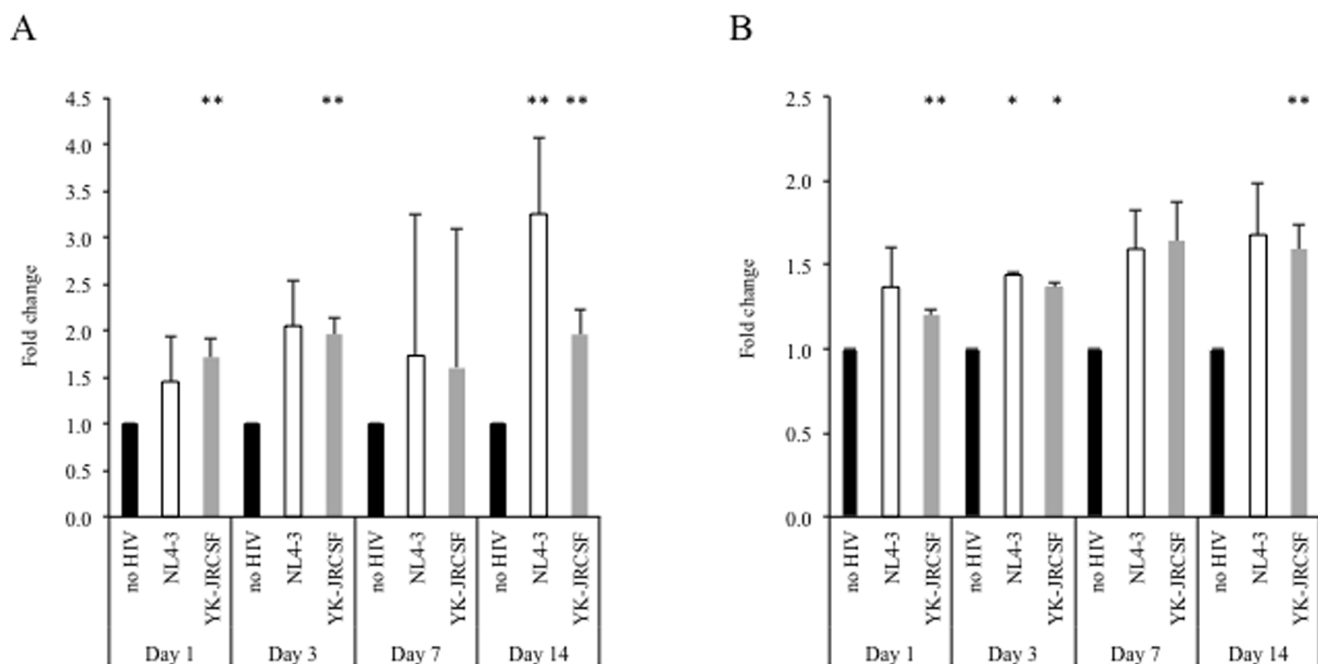 A
B
** ** ** **
** * * **
4.5
4.0
3.5
3.0
2.5
2.0
1.5
1.0
0.5
0.0
Fold change
no HIV NL4-3 YK-JRCSF no HIV NL4-3 YK-JRCSF no HIV NL4-3 YK-JRCSF no HIV NL4-3 YK-JRCSF
Day 1 Day 3 Day 7 Day 14
2.5
2.0
1.5
1.0
0.5
0.0
Fold change
no HIV NL4-3 YK-JRCSF no HIV NL4-3 YK-JRCSF no HIV NL4-3 YK-JRCSF no HIV NL4-3 YK-JRCSF
Day 1 Day 3 Day 7 Day 14